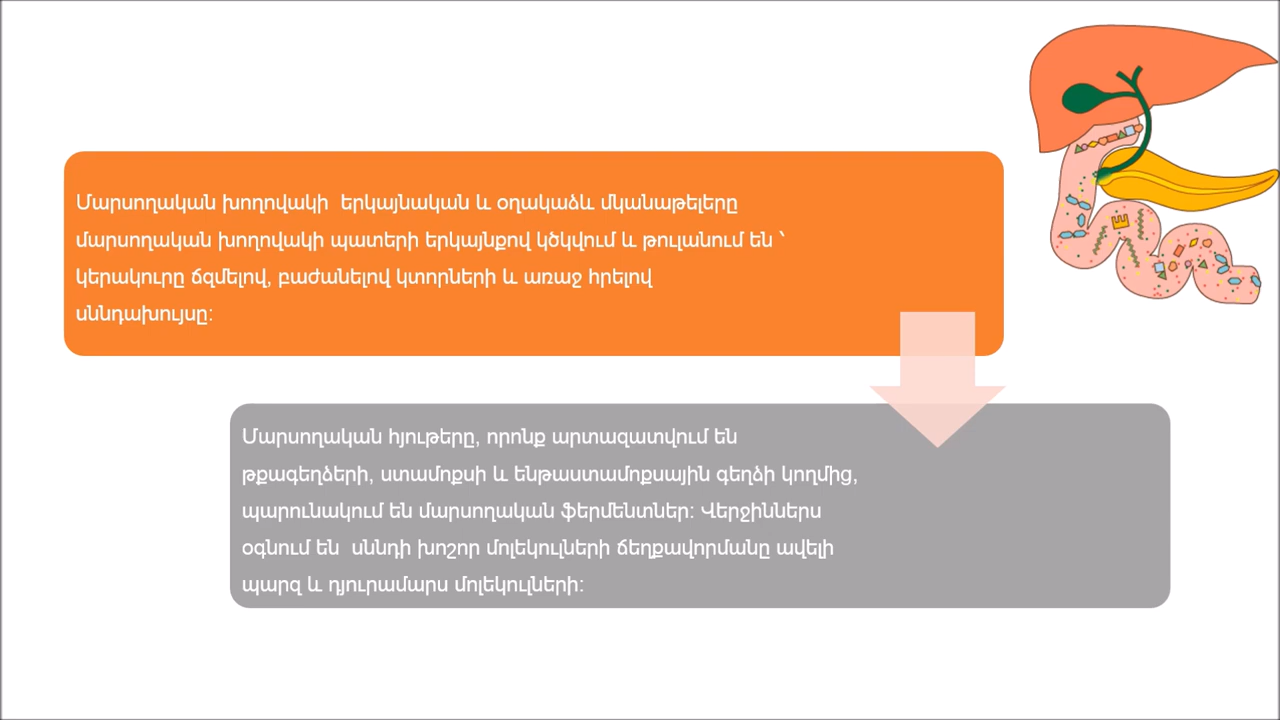 Մարսողական խողովակի  երկայնական և օղակաձև մկանաթելերը
մարսողական խողովակի պատերի երկայնքով կծկվում և թուլանում են ՝
կերակուրը ճզմելով, բաժանելով կտորների և առաջ հրելով
սննդախույսը:
Մարսողական հյութերը, որոնք արտազատվում են
թքագեղձերի, ստամոքսի և ենթաստամոքսային գեղձի կողմից,
պարունակում են մարսողական ֆերմենտներ: Վերջիններս
օգնում են  սննդի խոշոր մոլեկուլների ճեղքավորմանը ավելի
պարզ և դյուրամարս մոլեկուլների: